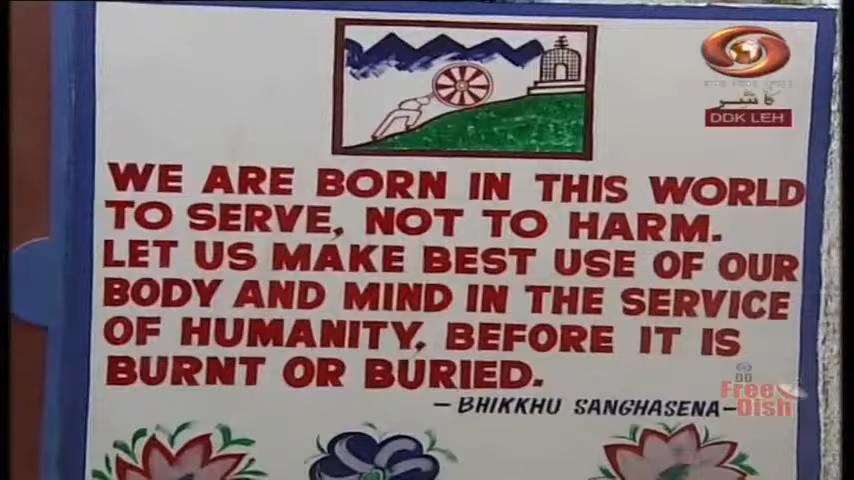 کٲشُر
DDK LEH
WE ARE BORN IN THIS WORLD
TO SERVE, NOT TO HARM.
LET US MAKE BEST USE OF OUR
BODY AND MIND IN THE SERVICE
OF HUMANITY, BEFORE IT IS
BURNT OR BURIED.
— BHIKKHU SANGHASENA —
DD
Free
Dish